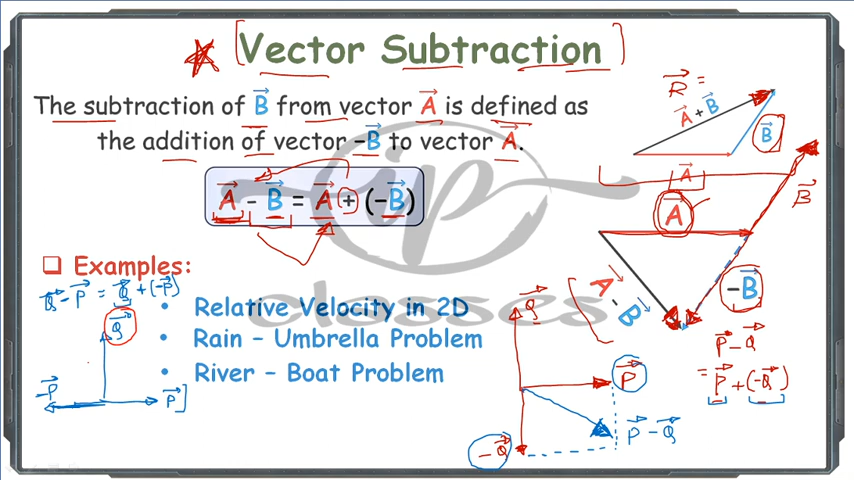 Vector Subtraction
The subtraction of B⃗ from vector A⃗ is defined as
the addition of vector –B⃗ to vector A⃗.
A⃗ - B⃗ = A⃗ + (-B⃗)
❑ Examples:
• Relative Velocity in 2D
• Rain – Umbrella Problem
• River – Boat Problem
R⃗ =
A⃗ + B⃗
B⃗
A⃗
A⃗
B⃗
-B⃗
A⃗ - B⃗
Q⃗ - P⃗ = Q⃗ + (-P⃗)
Q⃗
-P⃗
P⃗
Q⃗
P⃗
-Q⃗
P⃗ - Q⃗
P⃗ - Q⃗
= P⃗ + (-Q⃗)
ip
classes